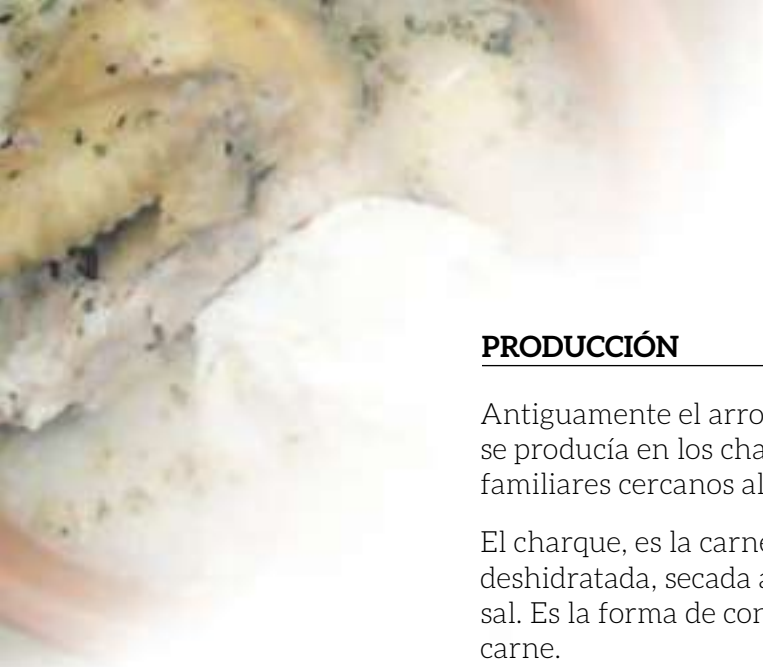 PRODUCCIÓN
Antiguamente el arro
se producía en los cha
familiares cercanos al
El charque, es la carne
deshidratada, secada a
sal. Es la forma de con
carne.